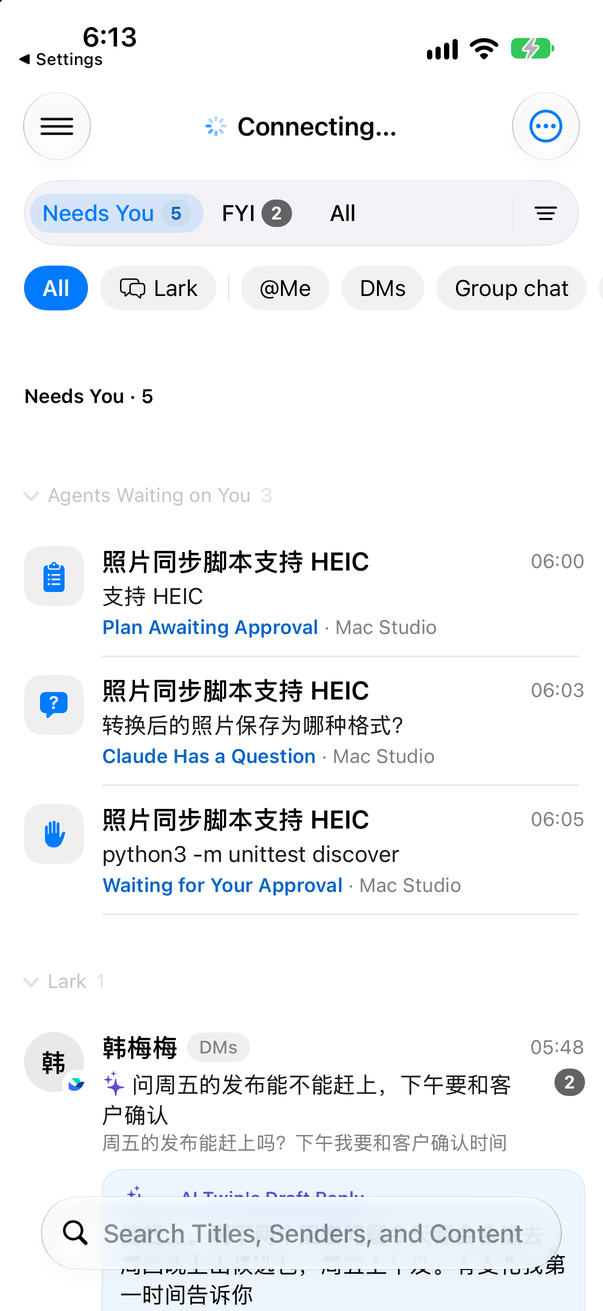 6:13
Settings
Connecting...
Needs You 5
FYI 2
All
All
Lark
@Me
DMs
Group chat
Needs You · 5
Agents Waiting on You 3
照片同步脚本支持 HEIC
06:00
支持 HEIC
Plan Awaiting Approval · Mac Studio
照片同步脚本支持 HEIC
06:03
转换后的照片保存为哪种格式?
Claude Has a Question · Mac Studio
照片同步脚本支持 HEIC
06:05
python3 -m unittest discover
Waiting for Your Approval · Mac Studio
Lark 1
韩
韩梅梅 DMs
05:48
问周五的发布能不能赶上，下午要和客
户确认
2
周五的发布能赶上吗？下午我要和客户确认时间
AI Twin's Draft Reply
Search Titles, Senders, and Content
一时间告诉你